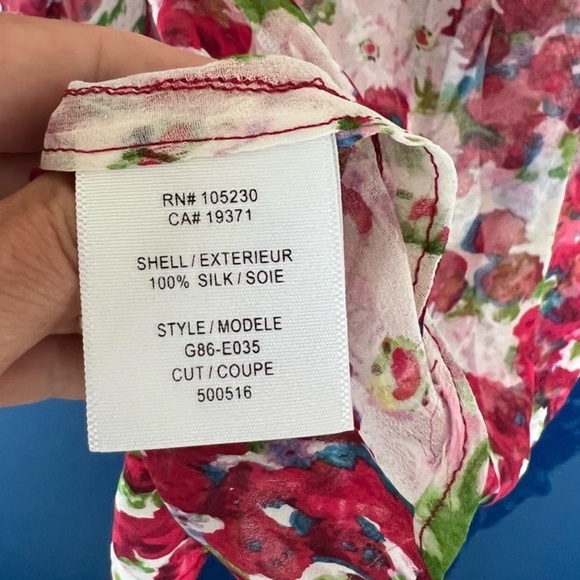 RN# 105230
CA# 19371
SHELL/EXTERIEUR
100% SILK/SOIE
STYLE/MODELE
G86-E035
CUT/COUPE
500516